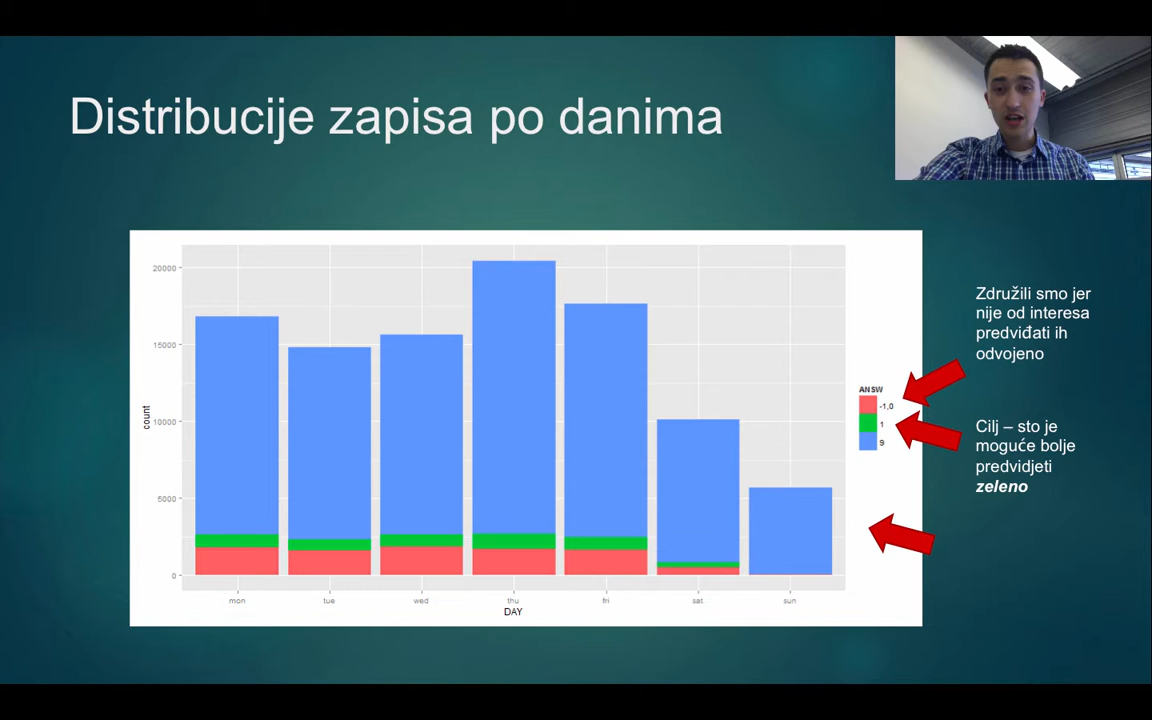 Distribucije zapisa po danima
20000
15000
10000
5000
0
count
mon tue wed thu fri sat sun
DAY
ANSW
-1,0
1
9
Združili smo jer
nije od interesa
predviđati ih
odvojeno
Cilj – sto je
moguće bolje
predvidjeti
zeleno